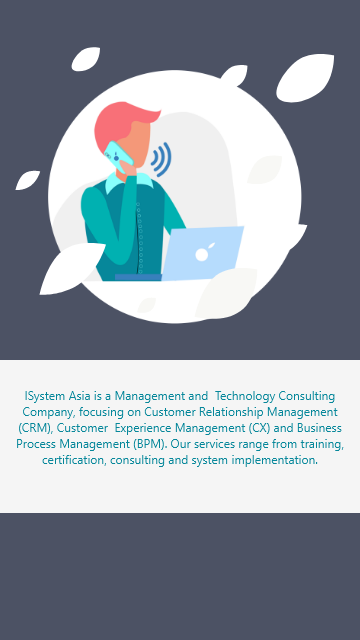 ISystem Asia is a Management and  Technology Consulting
Company, focusing on Customer Relationship Management
(CRM), Customer  Experience Management (CX) and Business
Process Management (BPM). Our services range from training,
certification, consulting and system implementation.